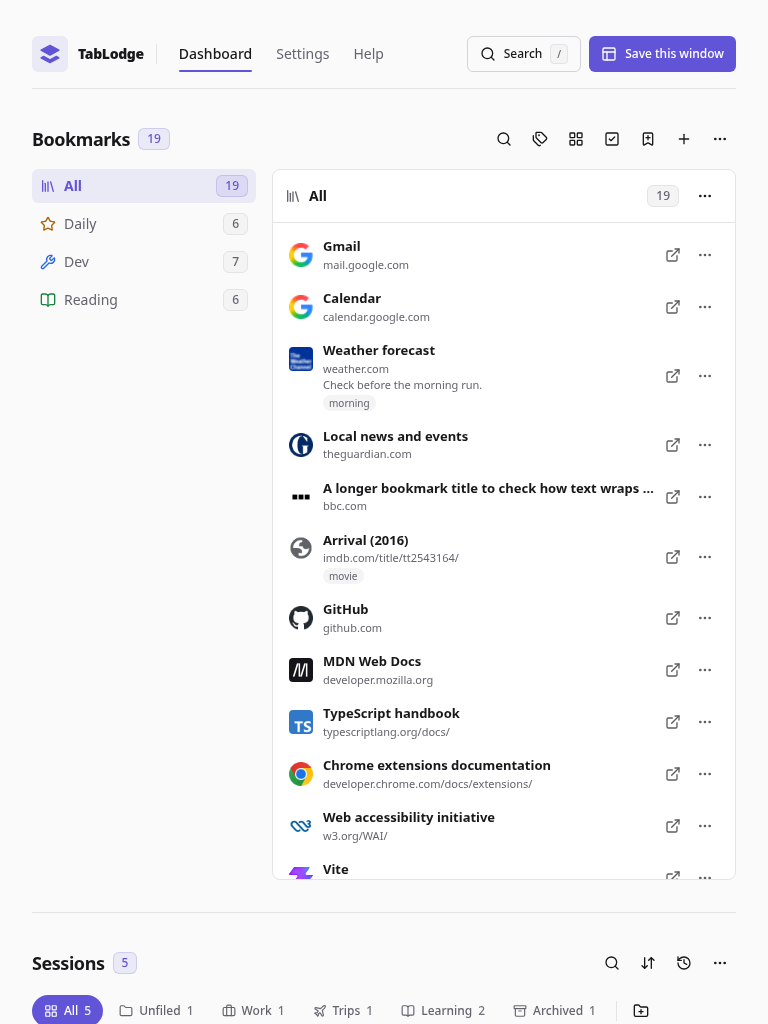 TabLodge
Dashboard
Settings
Help
Search /
Save this window
Bookmarks 19
All 19
Daily 6
Dev 7
Reading 6
All 19
Gmail
mail.google.com
Calendar
calendar.google.com
The Weather Channel
Weather forecast
weather.com
Check before the morning run.
morning
Local news and events
theguardian.com
A longer bookmark title to check how text wraps ...
bbc.com
Arrival (2016)
imdb.com/title/tt2543164/
movie
GitHub
github.com
MDN Web Docs
developer.mozilla.org
TS
TypeScript handbook
typescriptlang.org/docs/
Chrome extensions documentation
developer.chrome.com/docs/extensions/
Web accessibility initiative
w3.org/WAI/
Vite
Sessions 5
All 5
Unfiled 1
Work 1
Trips 1
Learning 2
Archived 1